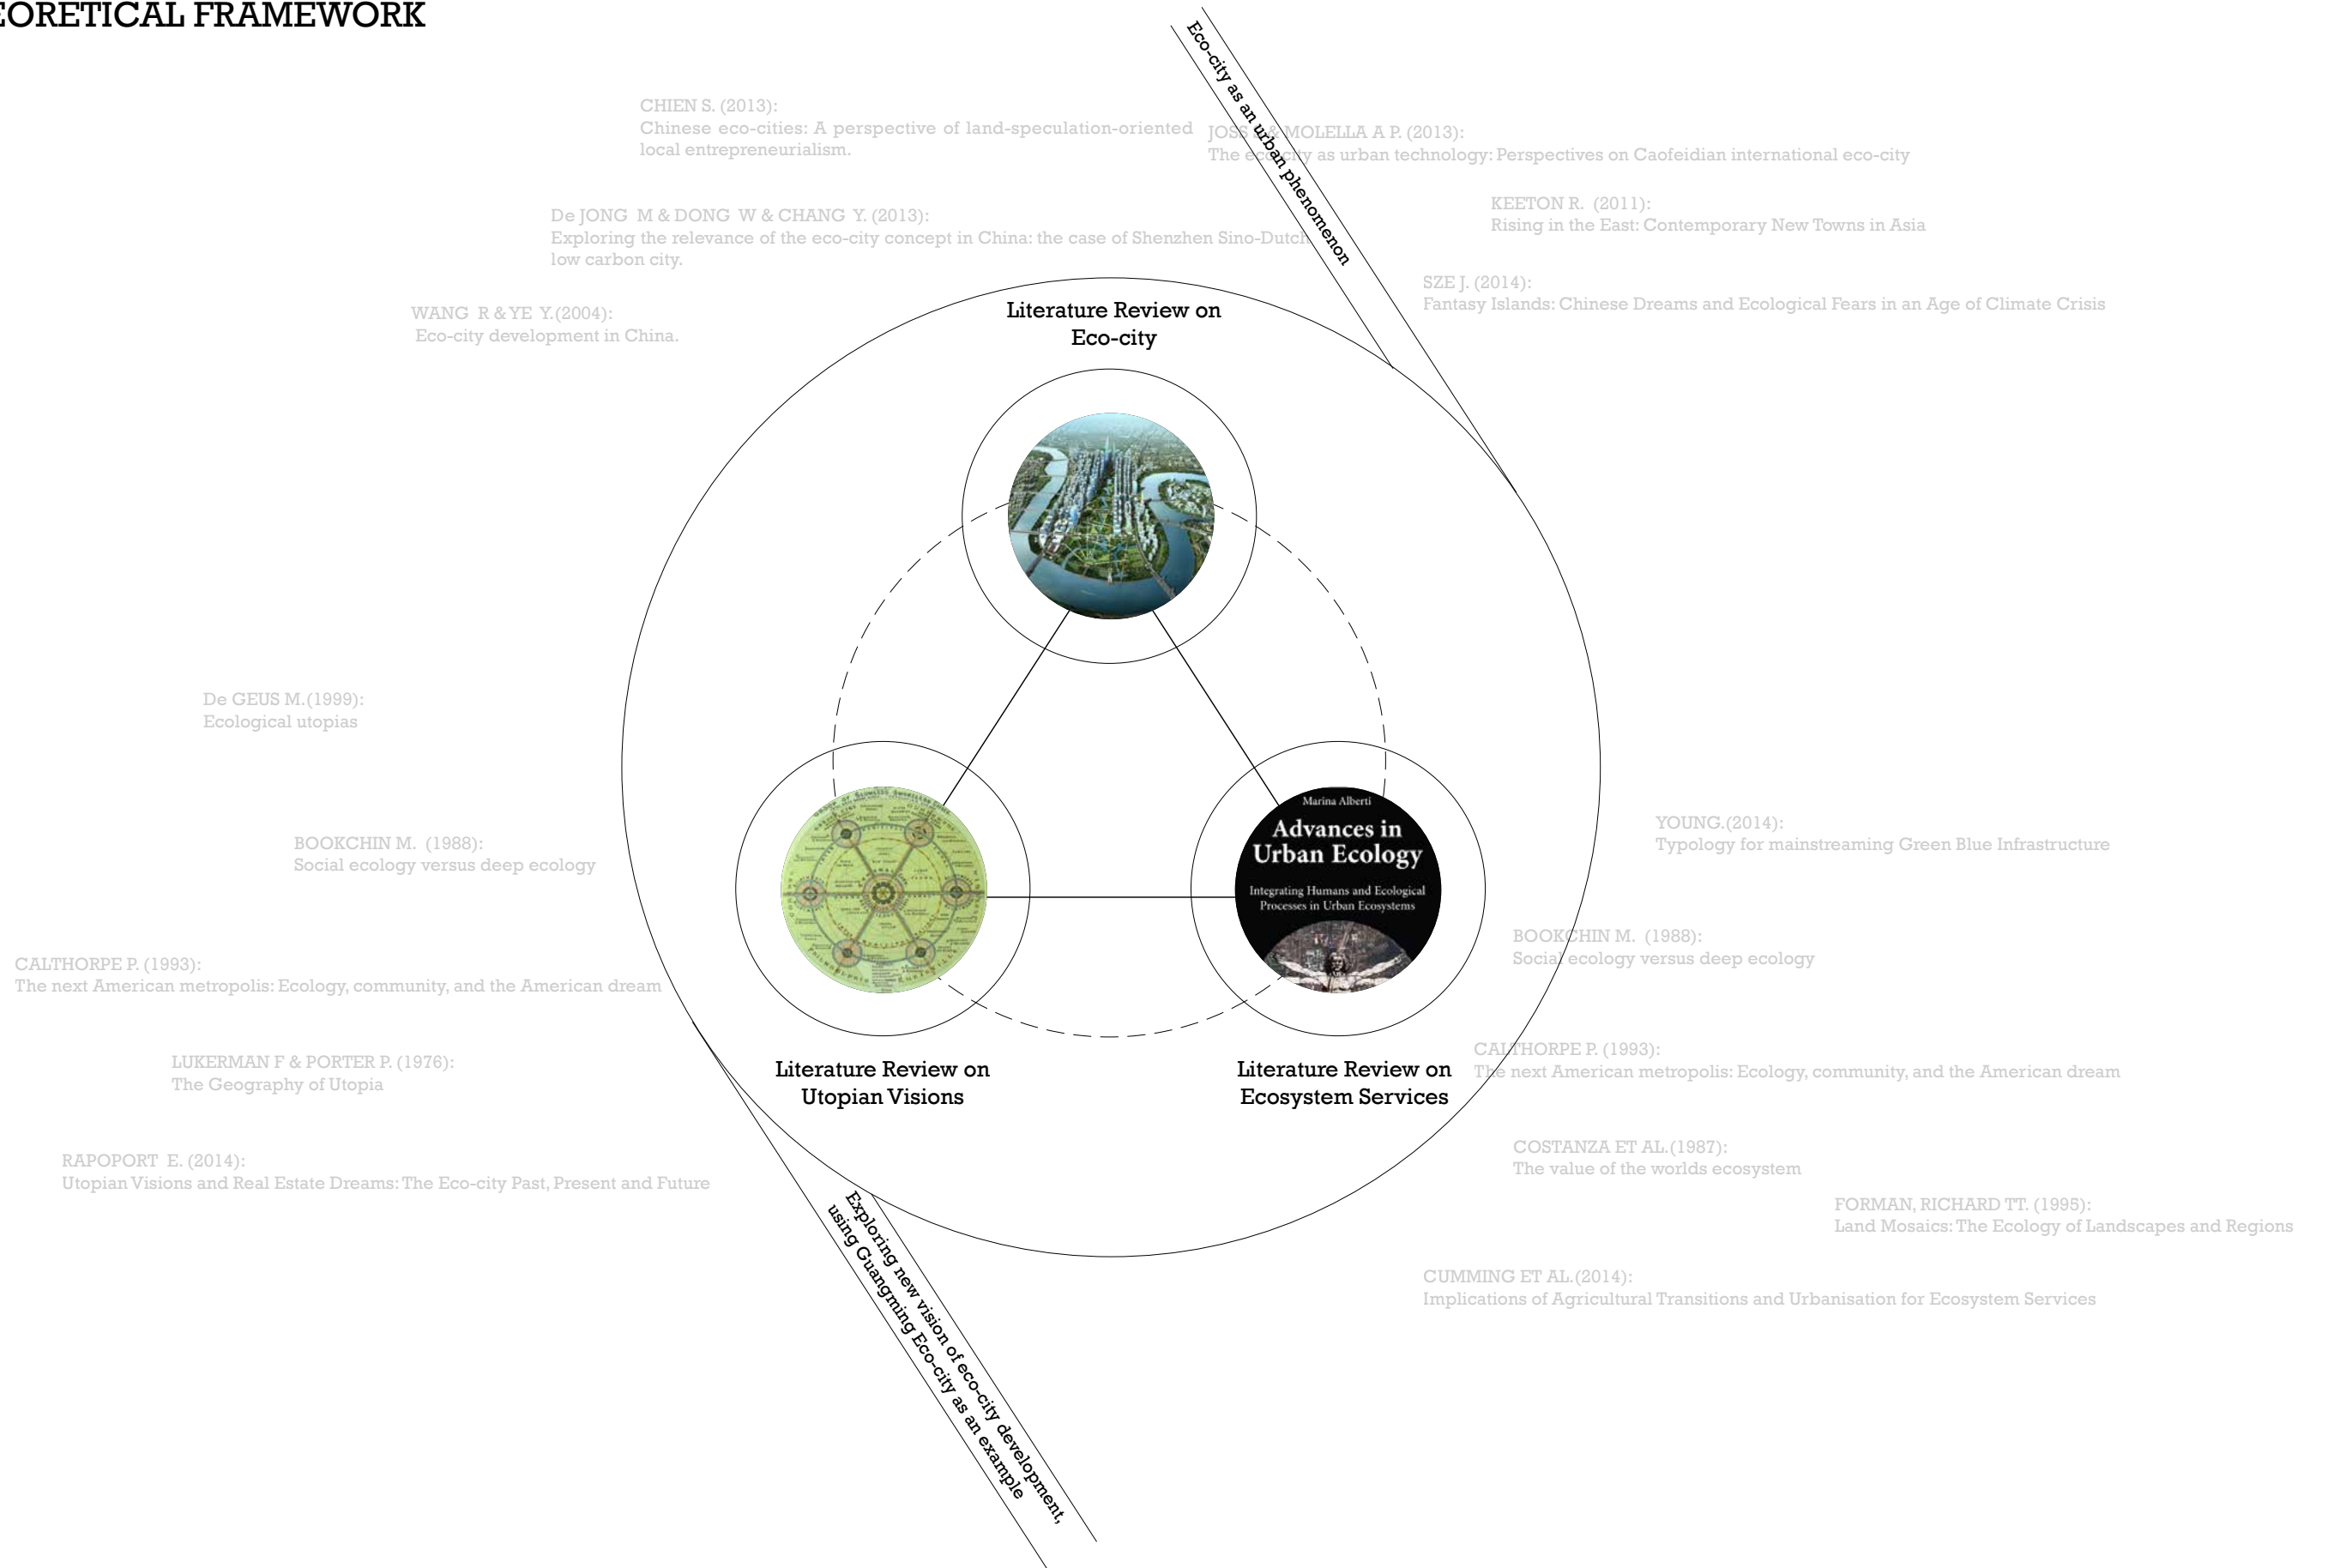 EORETICAL FRAMEWORK
Eco-city as an urban phenomenon
CHIEN S. (2013):
Chinese eco-cities: A perspective of land-speculation-oriented
local entrepreneurialism.
JOSS & MOLELLA A P. (2013):
The eco-city as urban technology: Perspectives on Caofeidian international eco-city
De JONG M & DONG W & CHANG Y. (2013):
Exploring the relevance of the eco-city concept in China: the case of Shenzhen Sino-Dutch
low carbon city.
KEETON R. (2011):
Rising in the East: Contemporary New Towns in Asia
SZE J. (2014):
Fantasy Islands: Chinese Dreams and Ecological Fears in an Age of Climate Crisis
WANG R & YE Y.(2004):
Eco-city development in China.
Literature Review on
Eco-city
De GEUS M.(1999):
Ecological utopias
BOOKCHIN M. (1988):
Social ecology versus deep ecology
CALTHORPE P. (1993):
The next American metropolis: Ecology, community, and the American dream
LUKERMAN F & PORTER P. (1976):
The Geography of Utopia
RAPOPORT E. (2014):
Utopian Visions and Real Estate Dreams: The Eco-city Past, Present and Future
Literature Review on
Utopian Visions
Marina Alberti
Advances in
Urban Ecology
Integrating Humans and Ecological
Processes in Urban Ecosystems
Literature Review on
Ecosystem Services
YOUNG.(2014):
Typology for mainstreaming Green Blue Infrastructure
BOOKCHIN M. (1988):
Social ecology versus deep ecology
CALTHORPE P. (1993):
The next American metropolis: Ecology, community, and the American dream
COSTANZA ET AL.(1987):
The value of the worlds ecosystem
FORMAN, RICHARD TT. (1995):
Land Mosaics: The Ecology of Landscapes and Regions
CUMMING ET AL.(2014):
Implications of Agricultural Transitions and Urbanisation for Ecosystem Services
Exploring new vision of eco-city development,
using Guangming Eco-city as an example